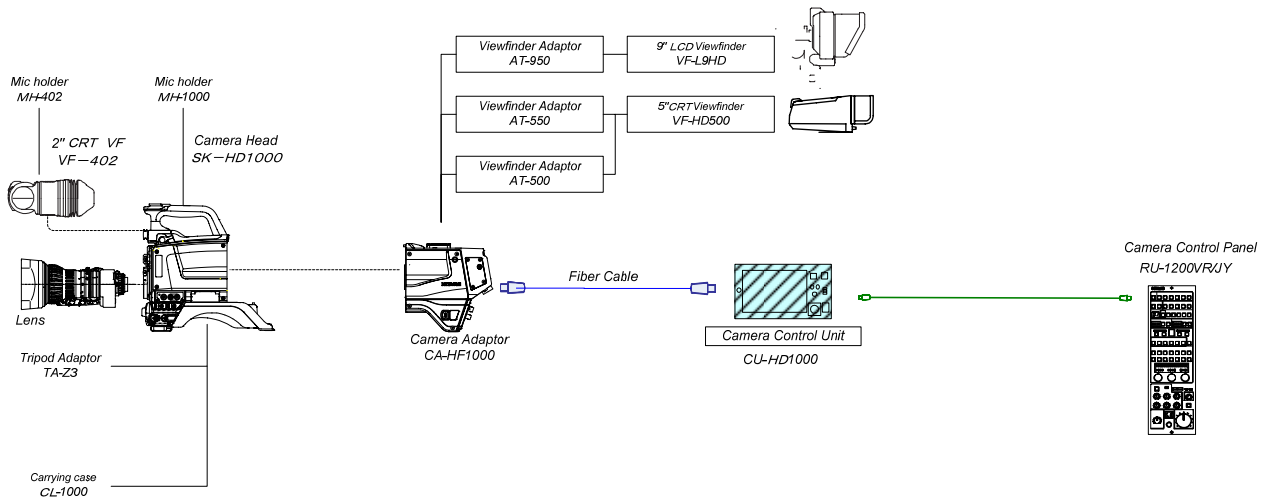 Viewfinder Adaptor
AT-950
9" LCD Viewfinder
VF-L9HD
Mic holder
MH-402
Mic holder
MH-1000
Viewfinder Adaptor
AT-550
5"CRT Viewfinder
VF-HD500
2" CRT VF
VF-402
Camera Head
SK-HD1000
Viewfinder Adaptor
AT-500
Camera Control Panel
RU-1200VR/JY
Fiber Cable
Lens
Camera Adaptor
CA-HF1000
Camera Control Unit
CU-HD1000
Tripod Adaptor
TA-Z3
Carrying case
CL-1000